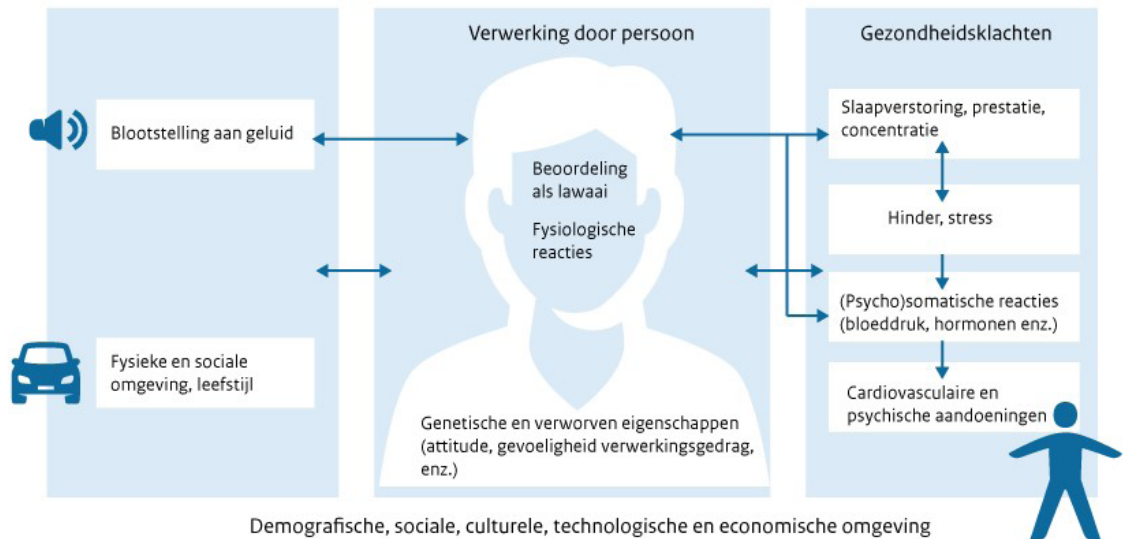 Verwerking door persoon
Gezondheidsklachten
Blootstelling aan geluid
Fysieke en sociale
omgeving, leefstijl
Beoordeling
als lawaai
Fysiologische
reacties
Genetische en verworven eigenschappen
(attitude, gevoeligheid verwerkingsgedrag,
enz.)
Slaapverstoring, prestatie,
concentratie
Hinder, stress
(Psycho)somatische reacties
(bloeddruk, hormonen enz.)
Cardiovasculaire en
psychische aandoeningen
Demografische, sociale, culturele, technologische en economische omgeving